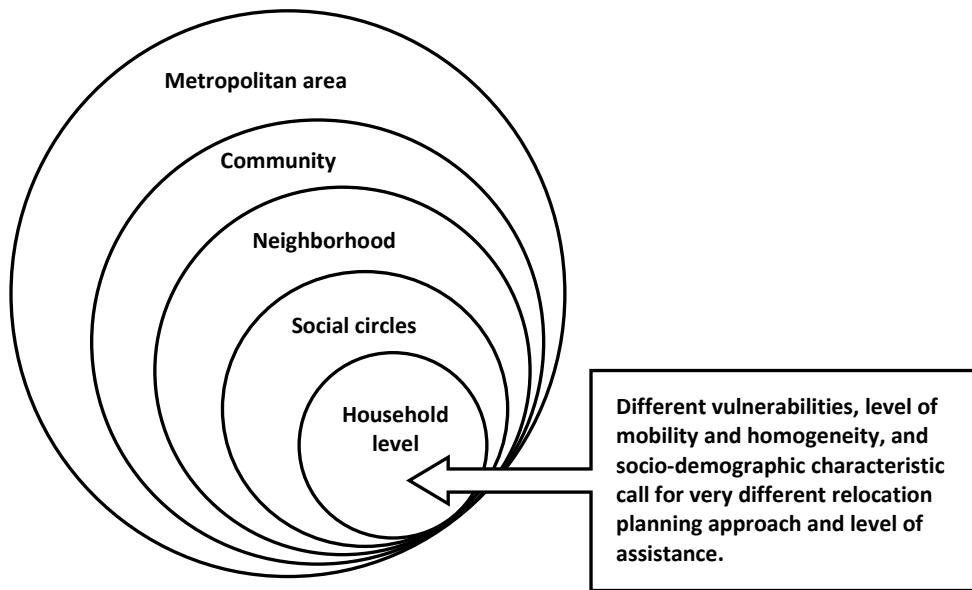 Metropolitan area
Community
Neighborhood
Social circles
Household
level
Different vulnerabilities, level of
mobility and homogeneity, and
socio-demographic characteristic
call for very different relocation
planning approach and level of
assistance.